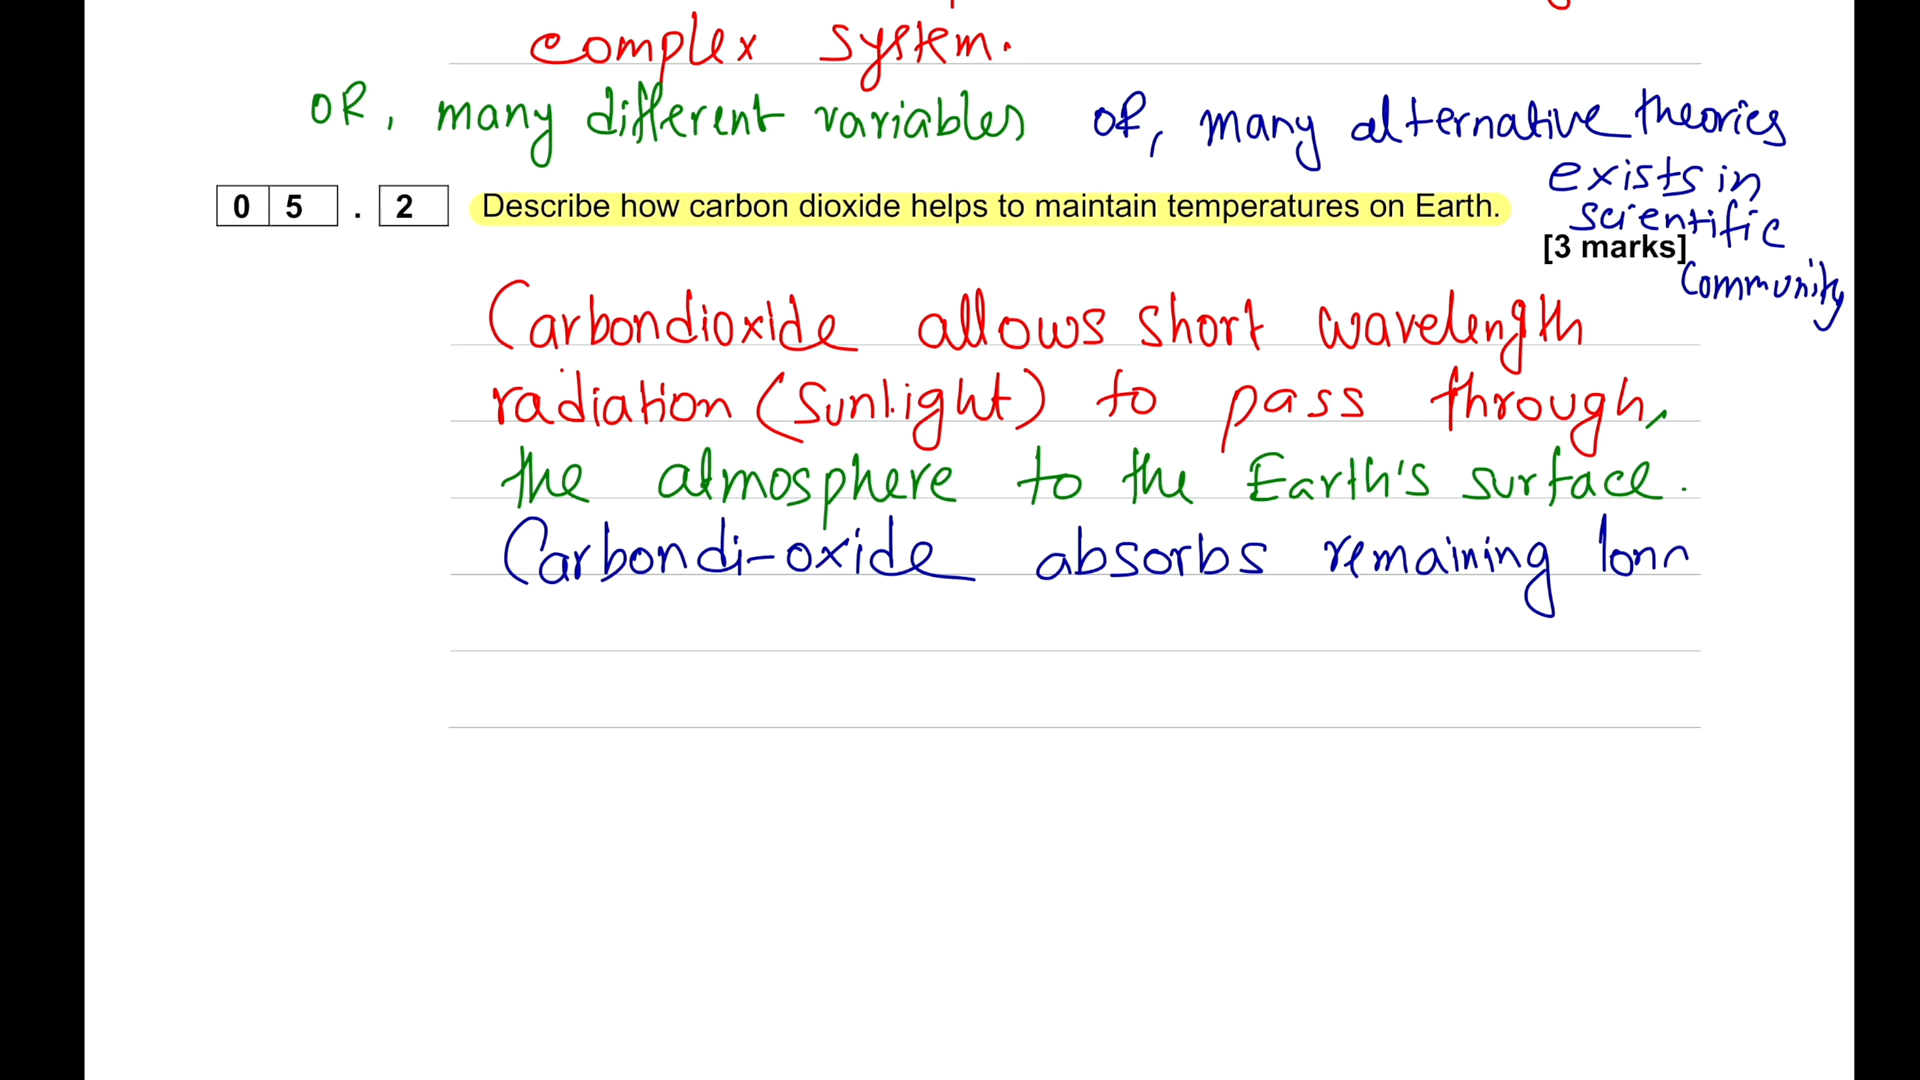 complex system.
OR, many different variables OR, many alternative theories
exists in
scientific
community
05.2 Describe how carbon dioxide helps to maintain temperatures on Earth.
[3 marks]
Carbondioxide allows short wavelength
radiation (sunlight) to pass through,
the atmosphere to the Earth's surface.
Carbondi-oxide absorbs remaining lonn